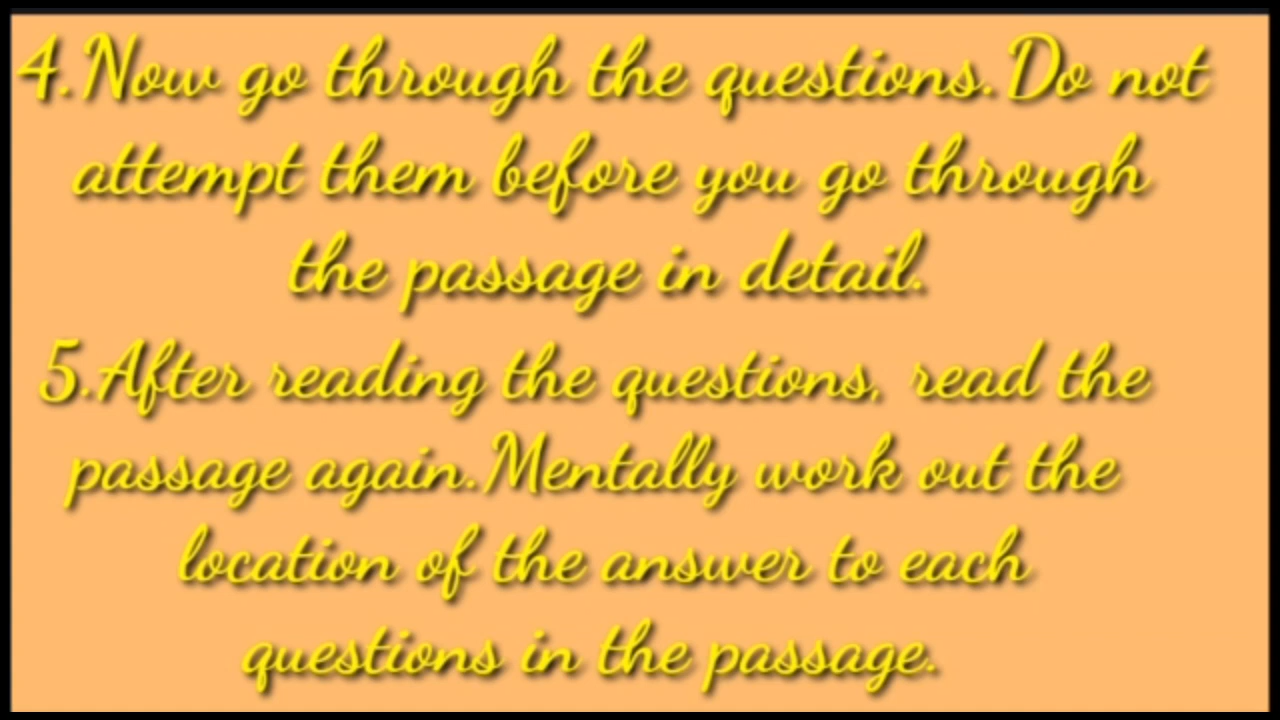 4.Now go through the questions.Do not
attempt them before you go through
the passage in detail.
5.After reading the questions, read the
passage again.Mentally work out the
location of the answer to each
questions in the passage.